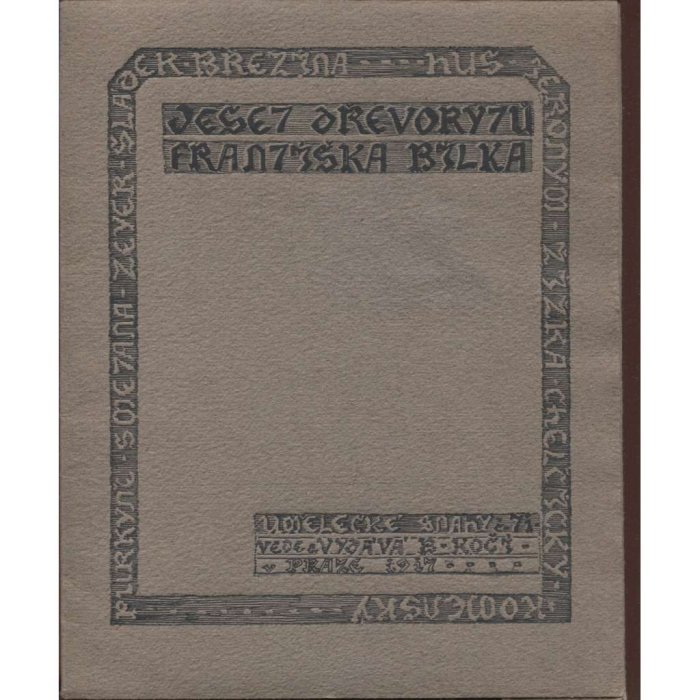 HUS · JERONYM · ŽIŽKA · CHELČICKÝ · KOMENSKÝ
PURKYNĚ · SMETANA · ZEYER · SLÁDEK · BŘEZINA
DESET DŘEVORYTŮ
FRANTIŠKA BÍLKA
UMĚLECKÉ SNAHY Č. 71
VEDE A VYDÁVÁ B · KOČÍ ·
V PRAZE 1917